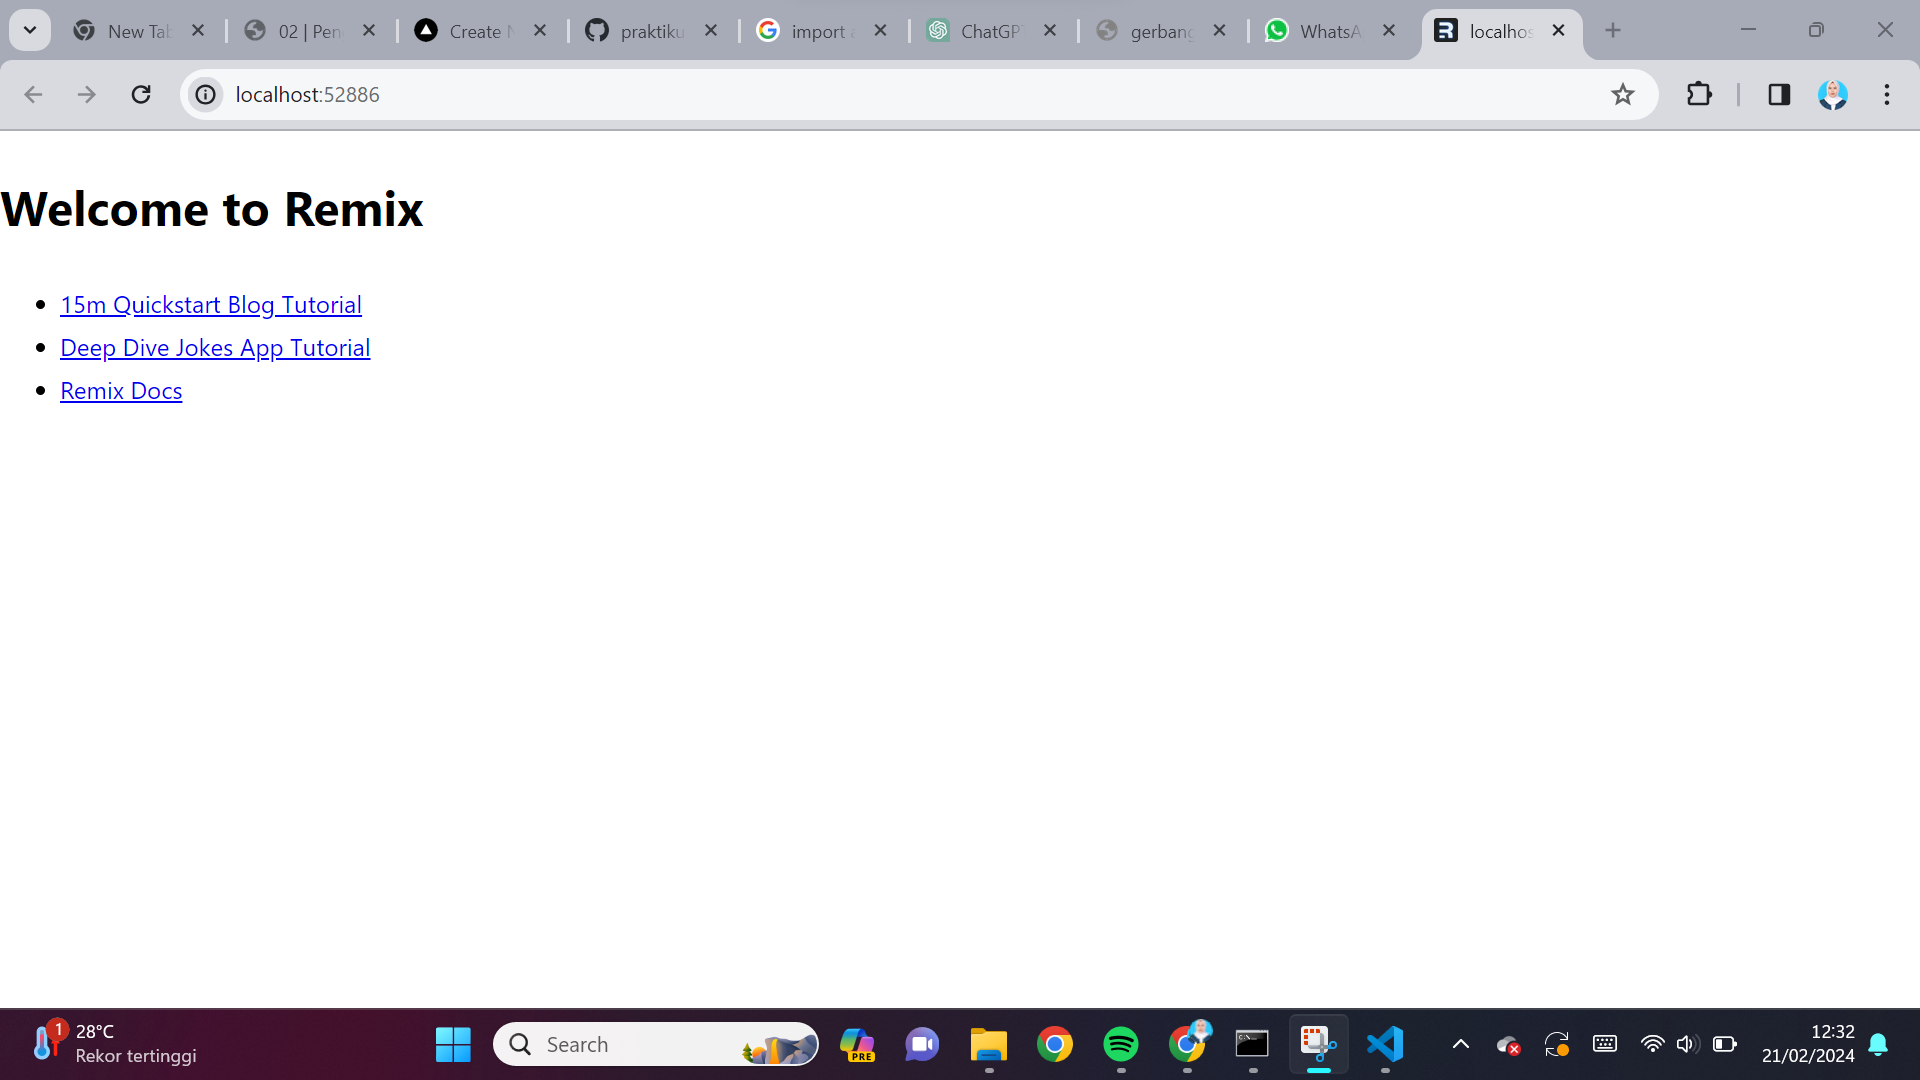 New Tab
02 | Pen
Create N
praktiku
import a
ChatGPT
gerbang
WhatsA
localhos
localhost:52886
Welcome to Remix
15m Quickstart Blog Tutorial
Deep Dive Jokes App Tutorial
Remix Docs
1
28°C
Rekor tertinggi
Search
PRE
12:32
21/02/2024